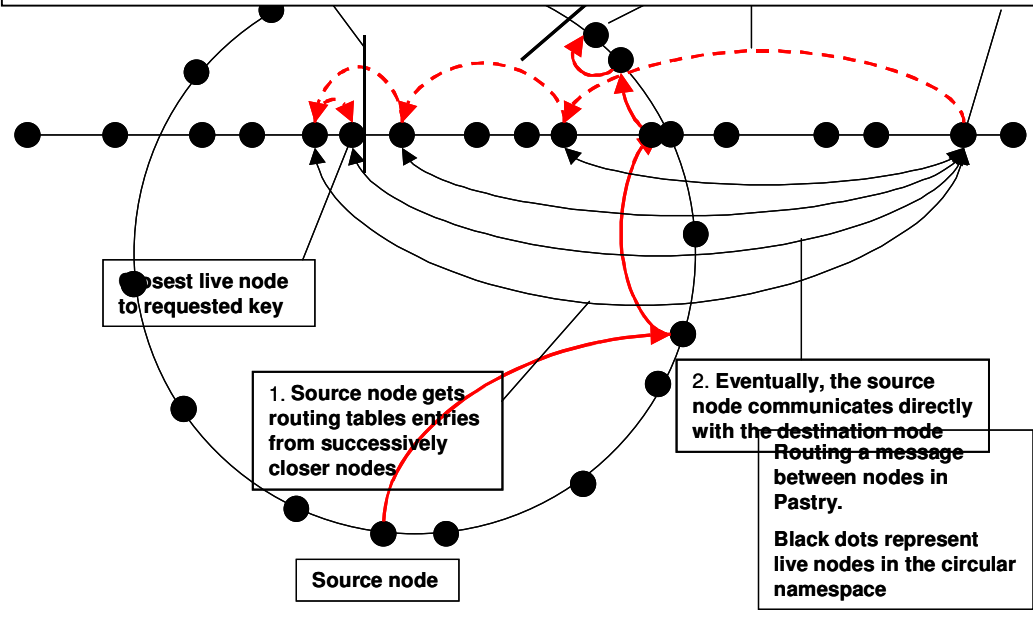 Closest live node
to requested key
1. Source node gets
routing tables entries
from successively
closer nodes
2. Eventually, the source
node communicates directly
with the destination node
Routing a message
between nodes in
Pastry.
Black dots represent
live nodes in the circular
namespace
Source node